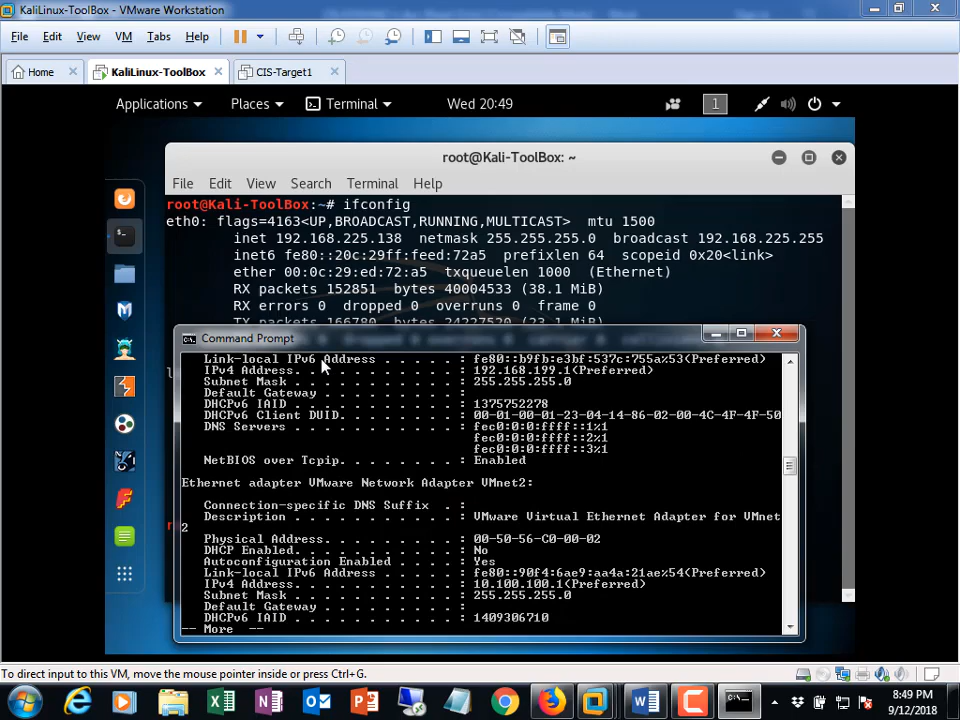 KaliLinux-ToolBox - VMware Workstation
File Edit View VM Tabs Help
Home KaliLinux-ToolBox CIS-Target1
Applications Places Terminal Wed 20:49 1
root@Kali-ToolBox: ~
File Edit View Search Terminal Help
root@Kali-ToolBox:~# ifconfig
eth0: flags=4163<UP,BROADCAST,RUNNING,MULTICAST> mtu 1500
inet 192.168.225.138 netmask 255.255.255.0 broadcast 192.168.225.255
inet6 fe80::20c:29ff:feed:72a5 prefixlen 64 scopeid 0x20<link>
ether 00:0c:29:ed:72:a5 txqueuelen 1000 (Ethernet)
RX packets 152851 bytes 40004533 (38.1 MiB)
RX errors 0 dropped 0 overruns 0 frame 0
TX packets 166780 bytes 24227520 (23.1 MiB)
Command Prompt
Link-local IPv6 Address . . . . . : fe80::b9fb:e3bf:537c:755a%53(Preferred)
IPv4 Address. . . . . . . . . . . : 192.168.199.1(Preferred)
Subnet Mask . . . . . . . . . . . : 255.255.255.0
Default Gateway . . . . . . . . . :
DHCPv6 IAID . . . . . . . . . . . : 1375752278
DHCPv6 Client DUID. . . . . . . . : 00-01-00-01-23-04-14-86-02-00-4C-4F-4F-50
DNS Servers . . . . . . . . . . . : fec0:0:0:ffff::1%1
fec0:0:0:ffff::2%1
fec0:0:0:ffff::3%1
NetBIOS over Tcpip. . . . . . . . : Enabled
Ethernet adapter VMware Network Adapter VMnet2:
Connection-specific DNS Suffix . :
Description . . . . . . . . . . . : VMware Virtual Ethernet Adapter for VMnet
2
Physical Address. . . . . . . . . : 00-50-56-C0-00-02
DHCP Enabled. . . . . . . . . . . : No
Autoconfiguration Enabled . . . . : Yes
Link-local IPv6 Address . . . . . : fe80::90f4:6ae9:aa4a:21ae%54(Preferred)
IPv4 Address. . . . . . . . . . . : 10.100.100.1(Preferred)
Subnet Mask . . . . . . . . . . . : 255.255.255.0
Default Gateway . . . . . . . . . :
DHCPv6 IAID . . . . . . . . . . . : 1409306710
-- More --
To direct input to this VM, move the mouse pointer inside or press Ctrl+G.
8:49 PM
9/12/2018